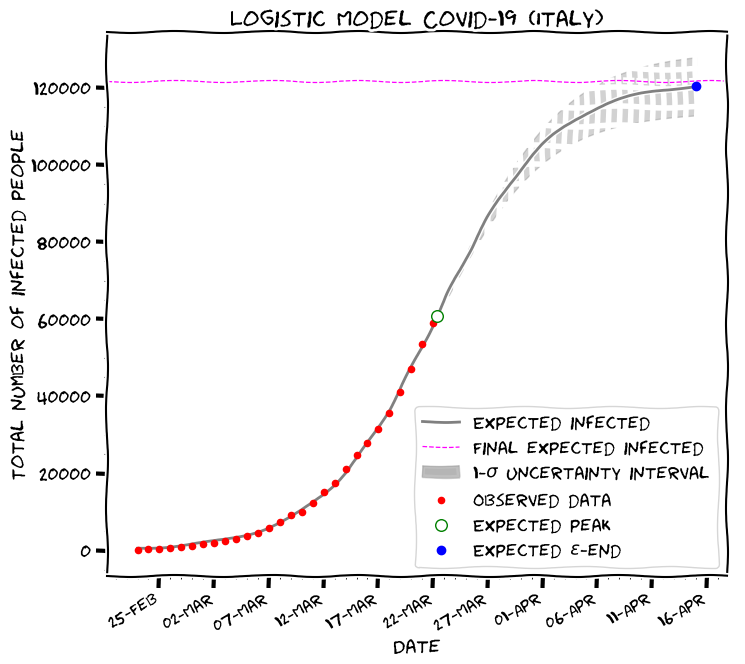 LOGISTIC MODEL COVID-19 (ITALY)
TOTAL NUMBER OF INFECTED PEOPLE
120000
100000
80000
60000
40000
20000
0
EXPECTED INFECTED
FINAL EXPECTED INFECTED
1-σ UNCERTAINTY INTERVAL
OBSERVED DATA
EXPECTED PEAK
EXPECTED ε-END
25-FEB 02-MAR 07-MAR 12-MAR 17-MAR 22-MAR 27-MAR 01-APR 06-APR 11-APR 16-APR
DATE